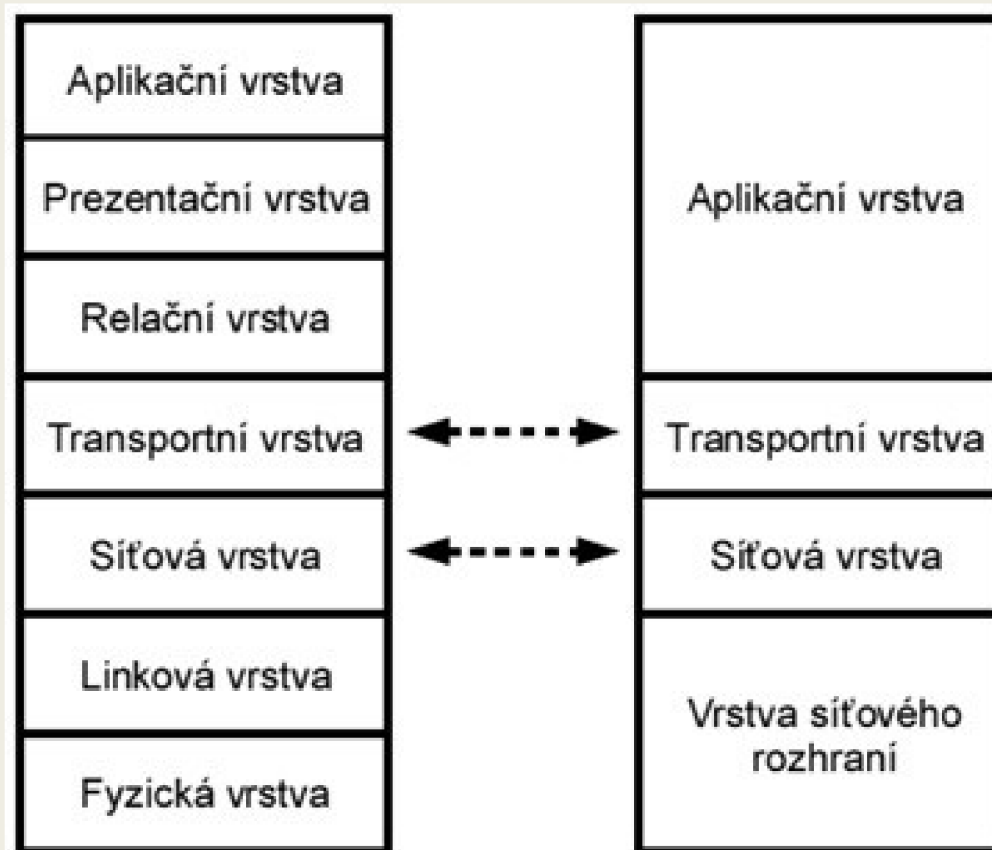 Aplikační vrstva
Prezentační vrstva
Relační vrstva
Transportní vrstva
Síťová vrstva
Linková vrstva
Fyzická vrstva
Aplikační vrstva
Transportní vrstva
Síťová vrstva
Vrstva síťového
rozhraní